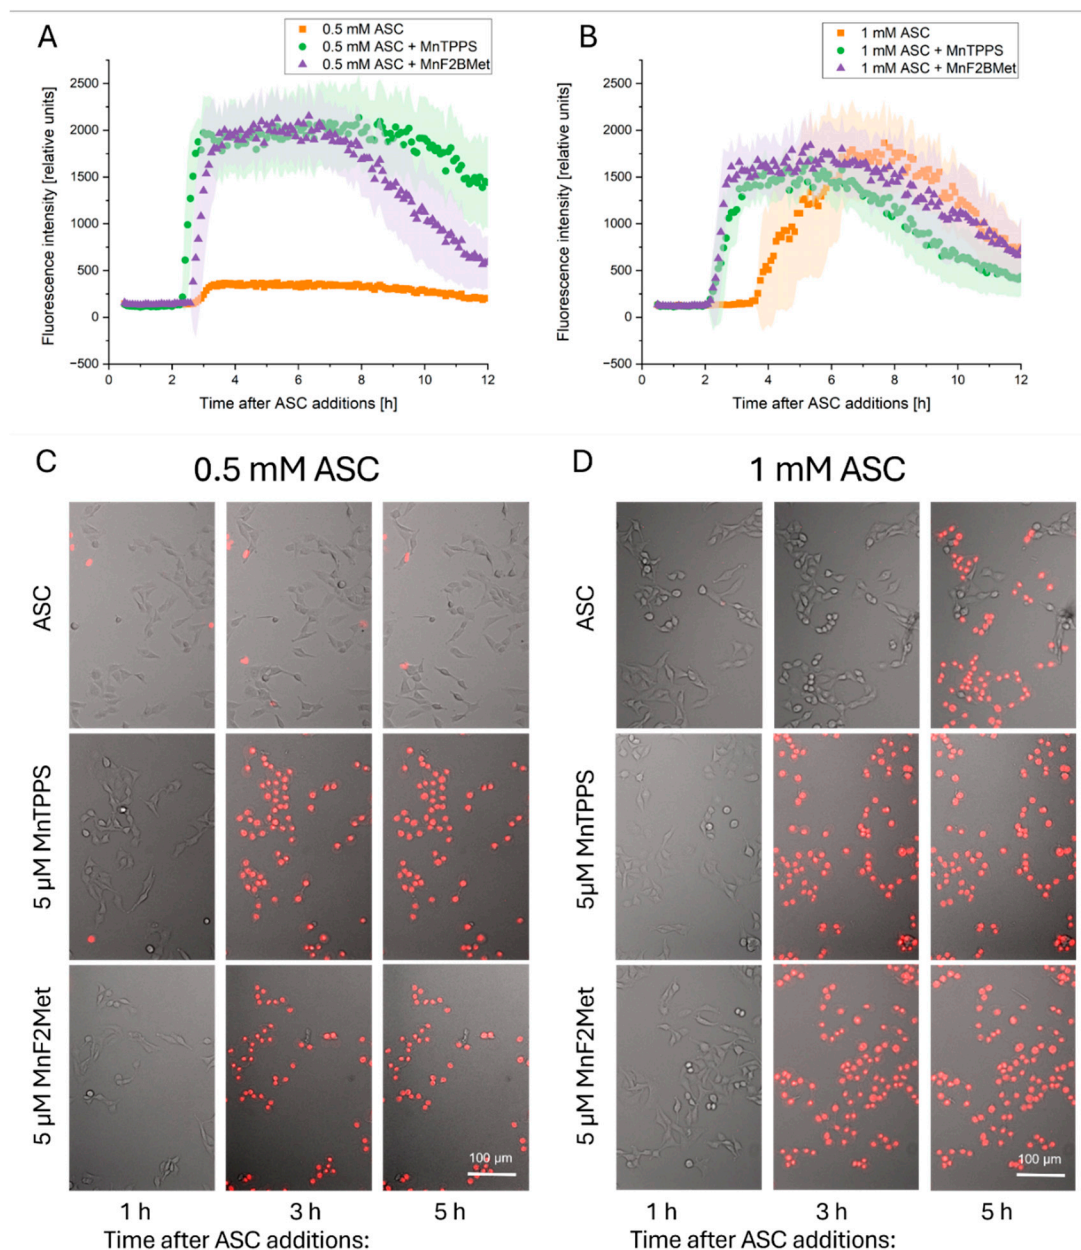 A
0.5 mM ASC
0.5 mM ASC + MnTPPS
0.5 mM ASC + MnF2BMet
Fluorescence intensity [relative units]
2500
2000
1500
1000
500
0
−500
0 2 4 6 8 10 12
Time after ASC additions [h]
B
1 mM ASC
1 mM ASC + MnTPPS
1 mM ASC + MnF2BMet
Fluorescence intensity [relative units]
2500
2000
1500
1000
500
0
−500
0 2 4 6 8 10 12
Time after ASC additions [h]
C
0.5 mM ASC
ASC
5 µM MnTPPS
5 µM MnF2Met
100 µm
1 h 3 h 5 h
Time after ASC additions:
D
1 mM ASC
ASC
5µM MnTPPS
5 µM MnF2Met
100 µm
1 h 3 h 5 h
Time after ASC additions: